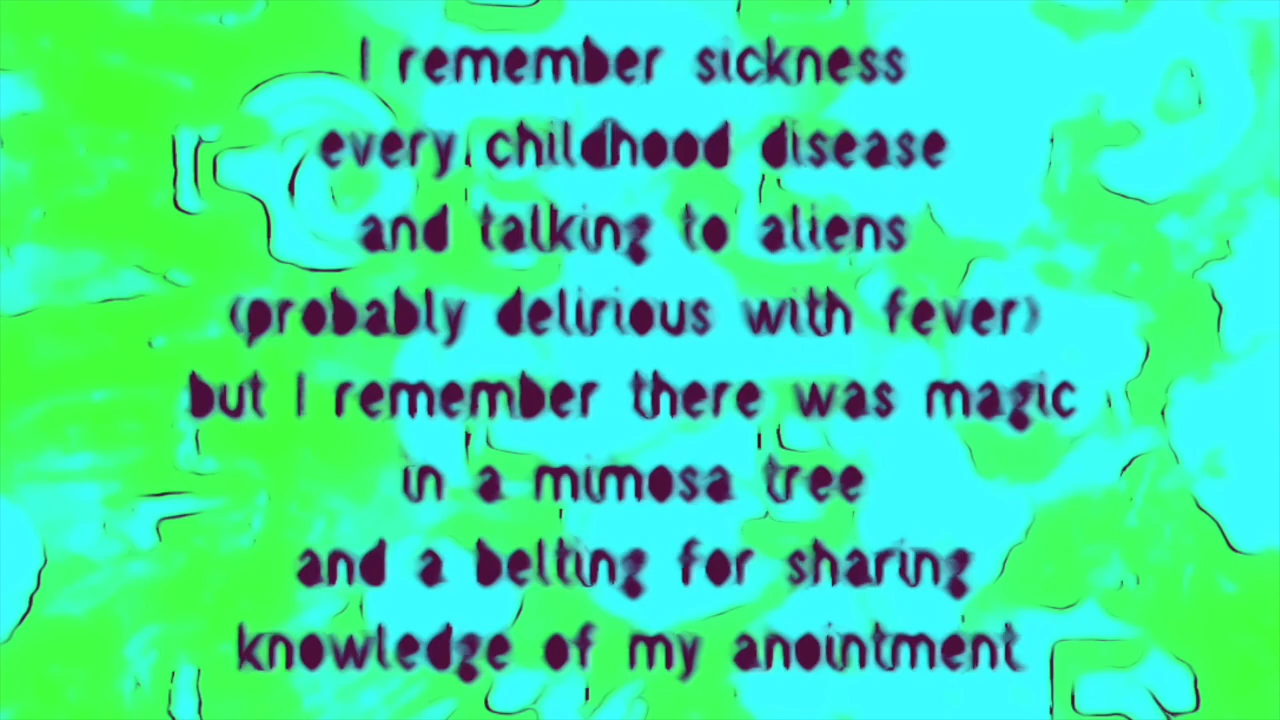 I remember sickness
every childhood disease
and talking to aliens
(probably delirious with fever)
but I remember there was magic
in a mimosa tree
and a belting for sharing
knowledge of my anointment